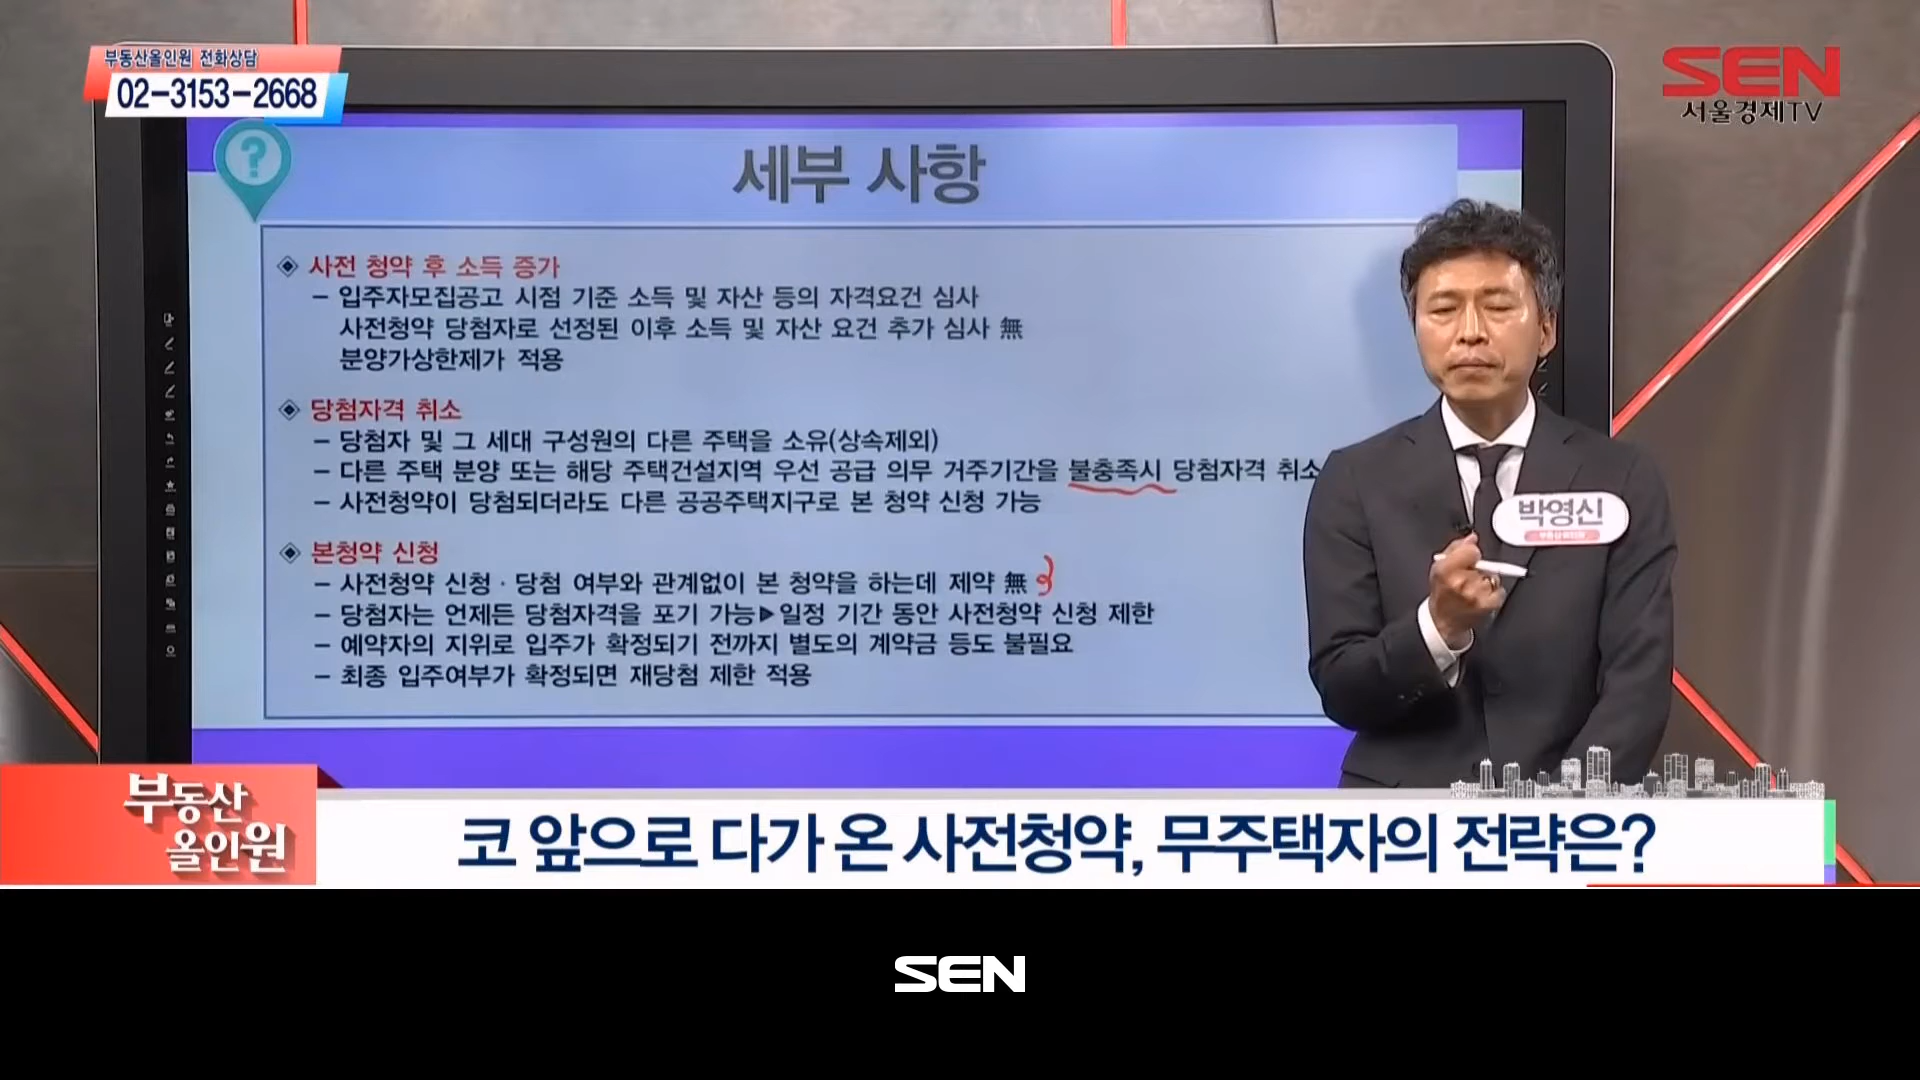 부동산올인원 전화상담
02-3153-2668
SEN
서울경제TV
?
세부 사항
◈ 사전 청약 후 소득 증가
– 입주자모집공고 시점 기준 소득 및 자산 등의 자격요건 심사
사전청약 당첨자로 선정된 이후 소득 및 자산 요건 추가 심사 無
분양가상한제가 적용
◈ 당첨자격 취소
– 당첨자 및 그 세대 구성원의 다른 주택을 소유(상속제외)
– 다른 주택 분양 또는 해당 주택건설지역 우선 공급 의무 거주기간을 불충족시 당첨자격 취소
– 사전청약이 당첨되더라도 다른 공공주택지구로 본 청약 신청 가능
◈ 본청약 신청
– 사전청약 신청·당첨 여부와 관계없이 본 청약을 하는데 제약 無
– 당첨자는 언제든 당첨자격을 포기 가능▶일정 기간 동안 사전청약 신청 제한
– 예약자의 지위로 입주가 확정되기 전까지 별도의 계약금 등도 불필요
– 최종 입주여부가 확정되면 재당첨 제한 적용
박영신
부동산올인원
부동산
올인원
코 앞으로 다가 온 사전청약, 무주택자의 전략은?
SEN